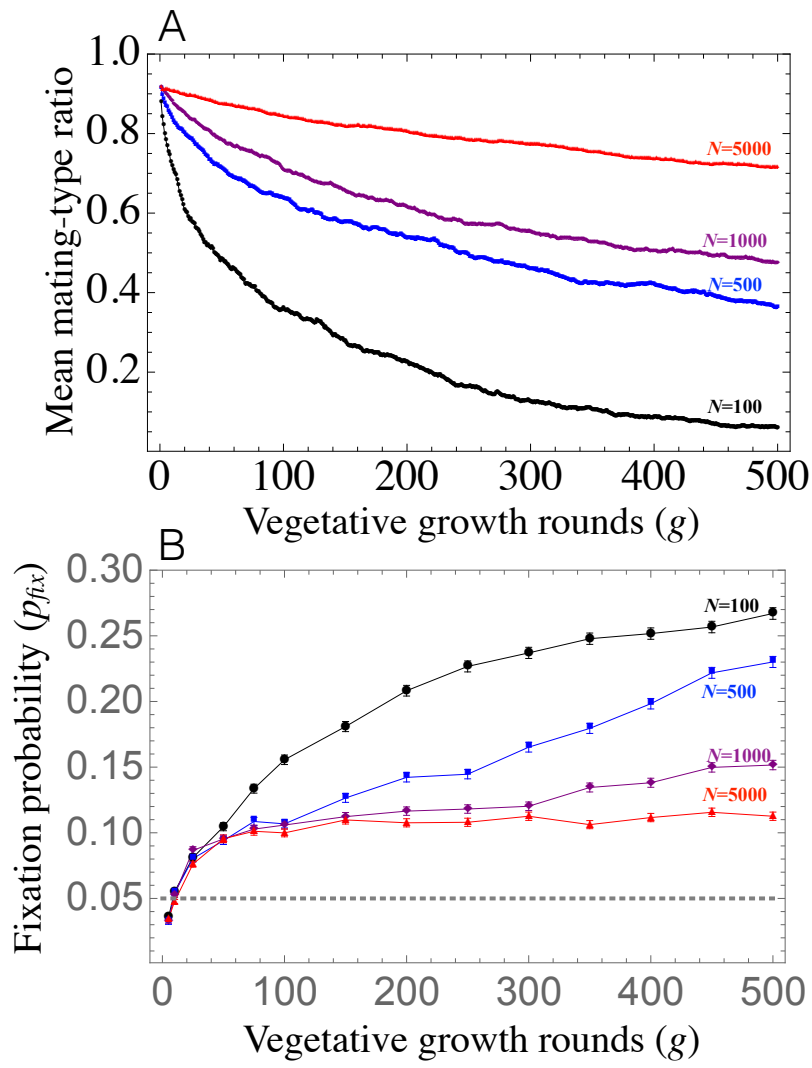 A
Mean mating-type ratio
1.0
0.8
0.6
0.4
0.2
N=5000
N=1000
N=500
N=100
0 100 200 300 400 500
Vegetative growth rounds (g)
B
Fixation probability (pfix)
0.30
0.25
0.20
0.15
0.10
0.05
N=100
N=500
N=1000
N=5000
0 100 200 300 400 500
Vegetative growth rounds (g)